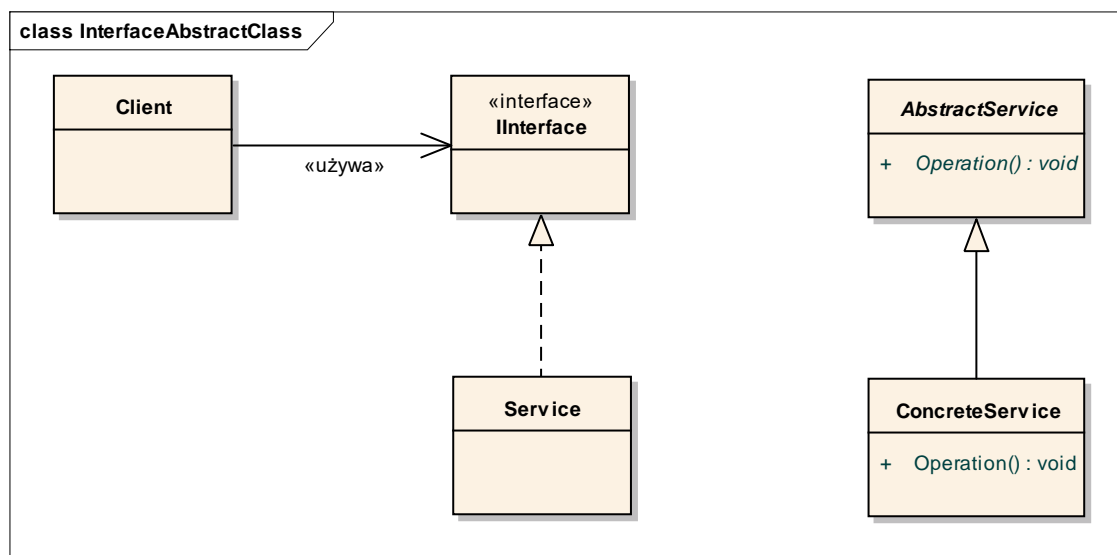 class InterfaceAbstractClass
Client
«interface»
IInterface
AbstractService
+ Operation() : void
«używa»
Service
ConcreteService
+ Operation() : void